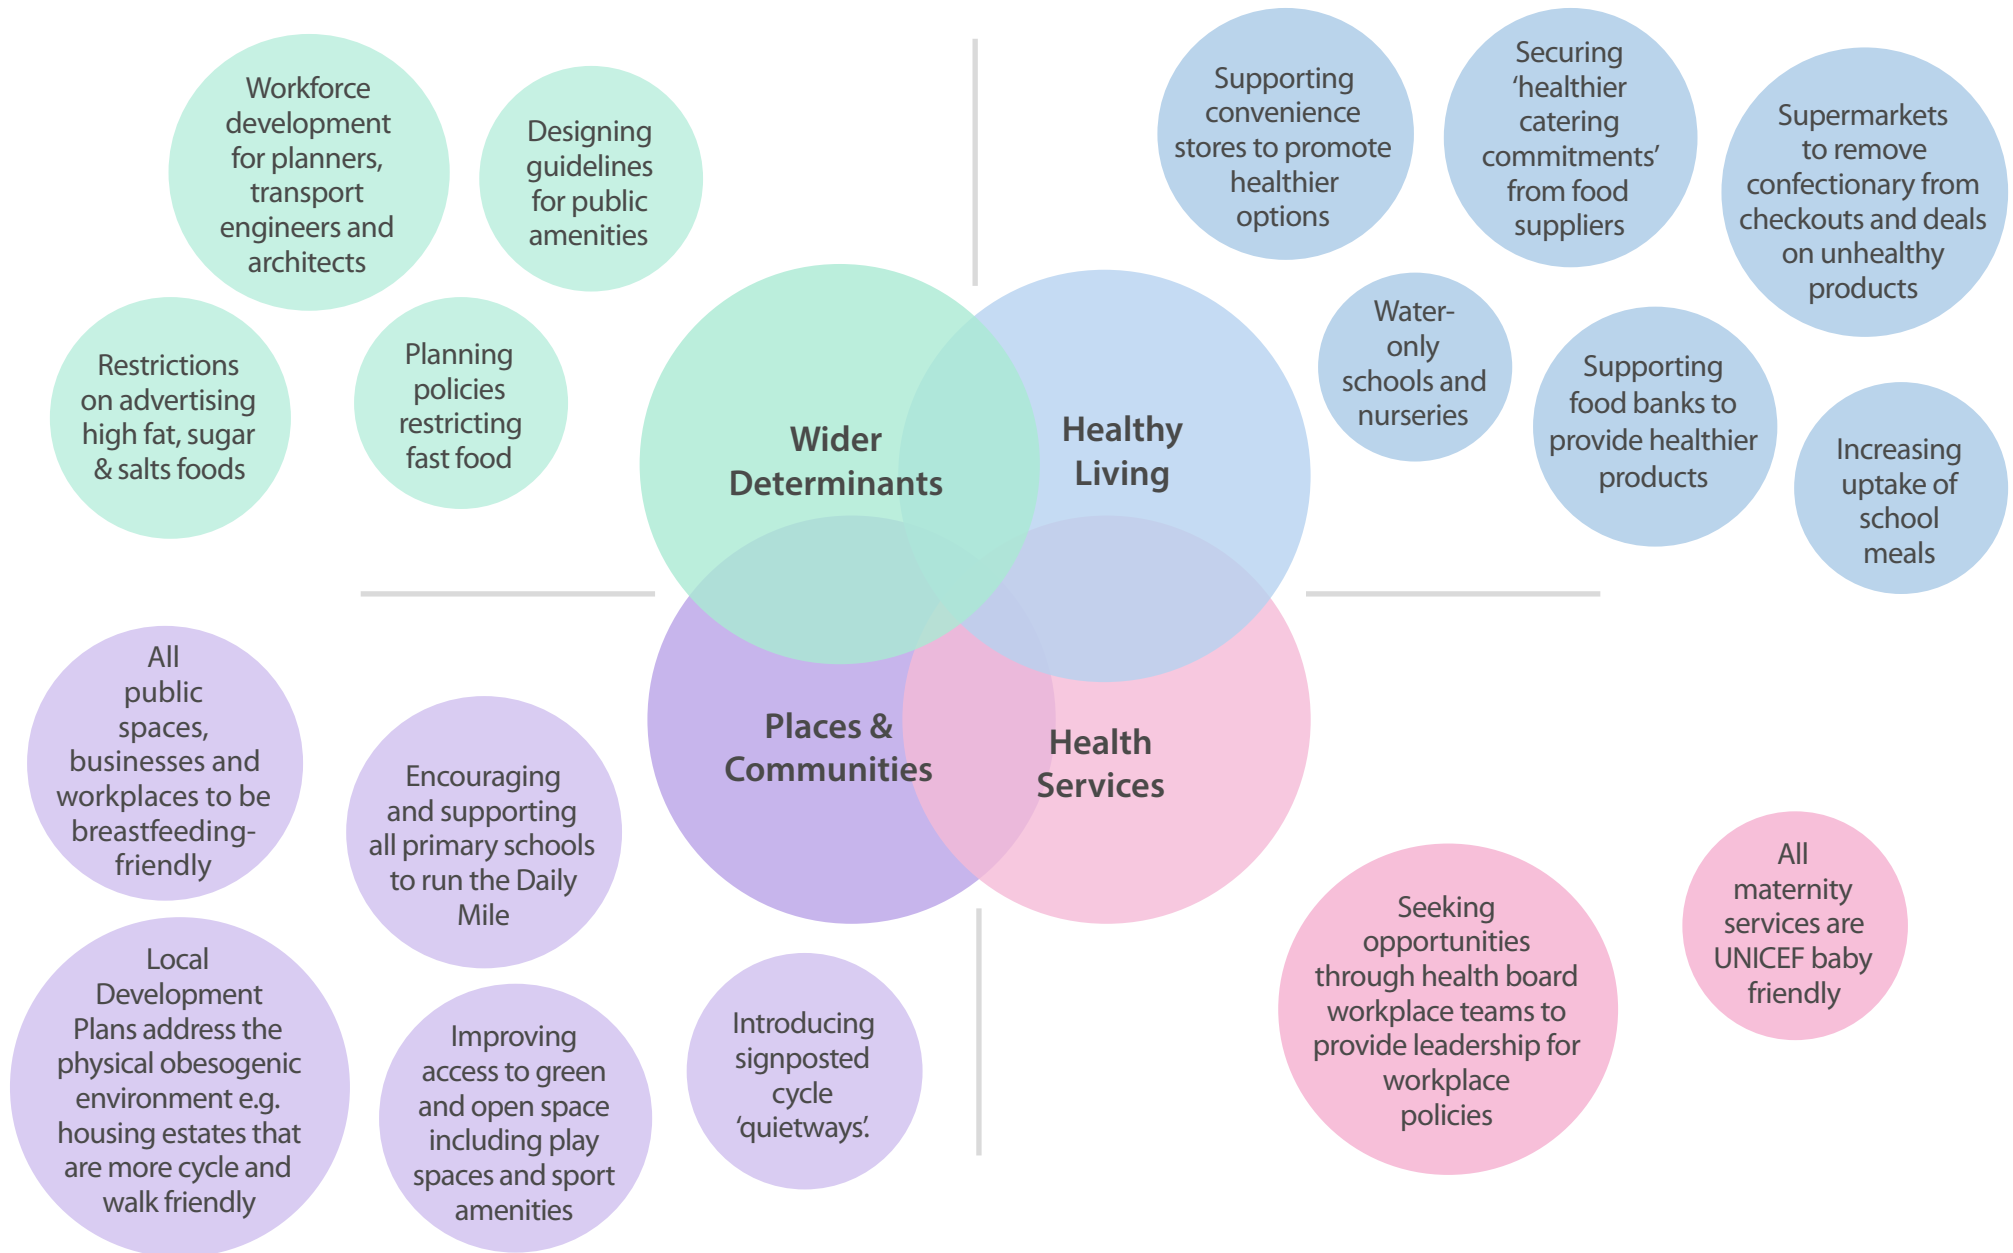 Workforce
development
for planners,
transport
engineers and
architects
Designing
guidelines
for public
amenities
Restrictions
on advertising
high fat, sugar
& salts foods
Planning
policies
restricting
fast food
Supporting
convenience
stores to promote
healthier
options
Securing
‘healthier
catering
commitments’
from food
suppliers
Supermarkets
to remove
confectionary from
checkouts and deals
on unhealthy
products
Water-
only
schools and
nurseries
Supporting
food banks to
provide healthier
products
Increasing
uptake of
school
meals
Wider
Determinants
Healthy
Living
Places &
Communities
Health
Services
All
public
spaces,
businesses and
workplaces to be
breastfeeding-
friendly
Encouraging
and supporting
all primary schools
to run the Daily
Mile
Local
Development
Plans address the
physical obesogenic
environment e.g.
housing estates that
are more cycle and
walk friendly
Improving
access to green
and open space
including play
spaces and sport
amenities
Introducing
signposted
cycle
‘quietways’.
Seeking
opportunities
through health board
workplace teams to
provide leadership for
workplace
policies
All
maternity
services are
UNICEF baby
friendly